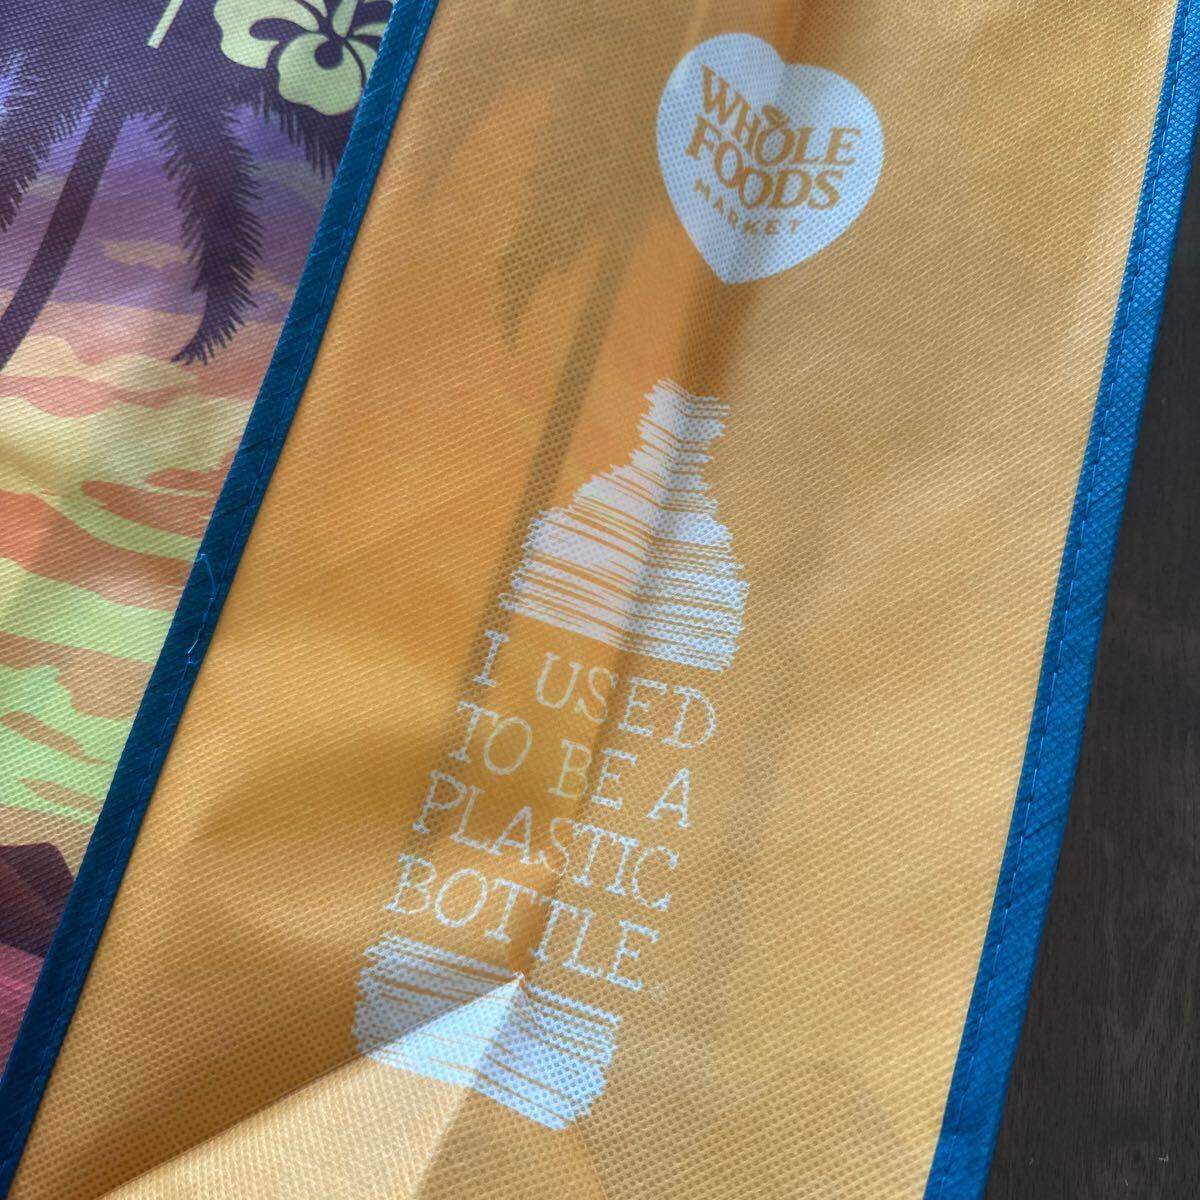 WHOLE
FOODS
MARKET
I USED
TO BE A
PLASTIC
BOTTLE